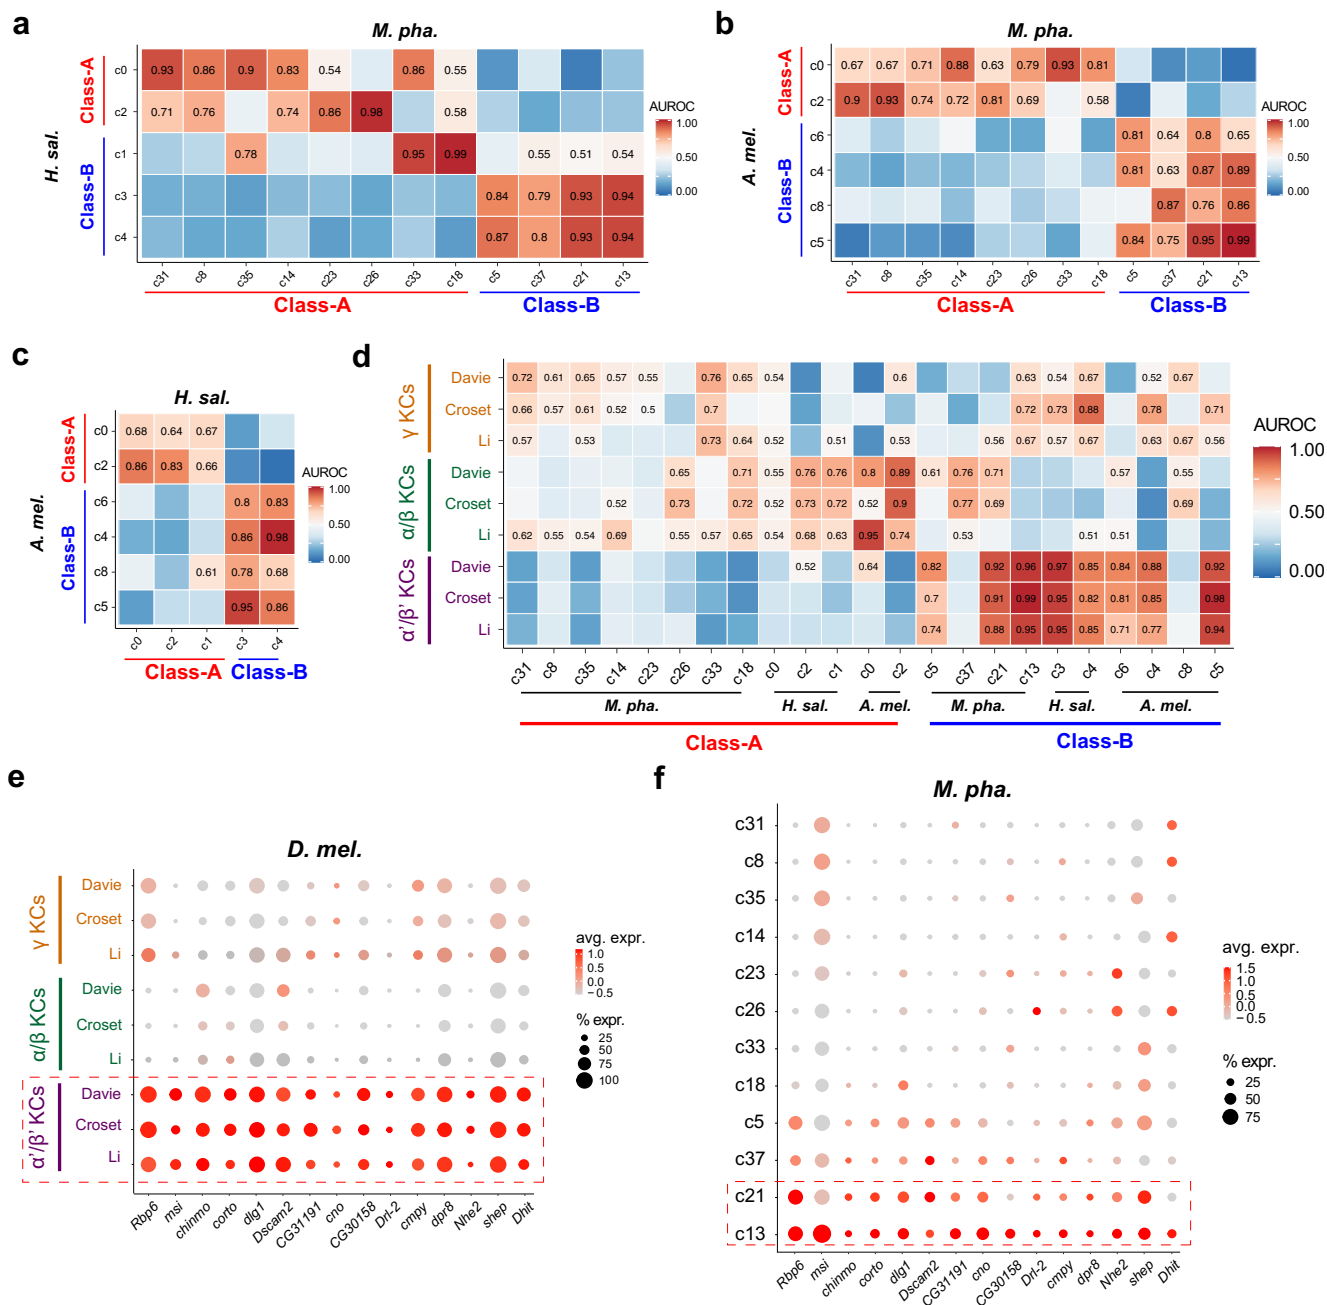 a
M. pha.
Class-A
Class-B
H. sal.
c0 0.93 0.86 0.9 0.83 0.54 0.86 0.55
c2 0.71 0.76 0.74 0.86 0.98 0.58
c1 0.78 0.95 0.99 0.55 0.51 0.54
c3 0.84 0.79 0.93 0.94
c4 0.87 0.8 0.93 0.94
c31 c8 c35 c14 c23 c26 c33 c18 c5 c37 c21 c13
Class-A Class-B
AUROC
1.00
0.50
0.00
b
M. pha.
Class-A
Class-B
A. mel.
c0 0.67 0.67 0.71 0.88 0.63 0.79 0.93 0.81
c2 0.9 0.93 0.74 0.72 0.81 0.69 0.58
c6 0.81 0.64 0.8 0.65
c4 0.81 0.63 0.87 0.89
c8 0.87 0.76 0.86
c5 0.84 0.75 0.95 0.99
c31 c8 c35 c14 c23 c26 c33 c18 c5 c37 c21 c13
Class-A Class-B
AUROC
1.00
0.50
0.00
c
H. sal.
Class-A
Class-B
A. mel.
c0 0.68 0.64 0.67
c2 0.86 0.83 0.66
c6 0.8 0.83
c4 0.86 0.98
c8 0.61 0.78 0.68
c5 0.95 0.86
c0 c2 c1 c3 c4
Class-A Class-B
AUROC
1.00
0.50
0.00
d
γ KCs
α/β KCs
α'/β' KCs
Davie 0.72 0.61 0.65 0.57 0.55 0.76 0.65 0.54 0.6 0.63 0.54 0.67 0.52 0.67
Croset 0.66 0.57 0.61 0.52 0.5 0.7 0.72 0.73 0.88 0.78 0.71
Li 0.57 0.53 0.73 0.64 0.52 0.51 0.53 0.56 0.67 0.57 0.67 0.63 0.67 0.56
Davie 0.65 0.71 0.55 0.76 0.76 0.8 0.89 0.61 0.76 0.71 0.57 0.55
Croset 0.52 0.73 0.72 0.52 0.73 0.72 0.52 0.9 0.77 0.69 0.69
Li 0.62 0.55 0.54 0.69 0.55 0.57 0.65 0.54 0.68 0.63 0.95 0.74 0.53 0.51 0.51
Davie 0.52 0.64 0.82 0.92 0.96 0.97 0.85 0.84 0.88 0.92
Croset 0.7 0.91 0.99 0.95 0.82 0.81 0.85 0.98
Li 0.74 0.88 0.95 0.95 0.85 0.71 0.77 0.94
c31 c8 c35 c14 c23 c26 c33 c18 c0 c2 c1 c0 c2 c5 c37 c21 c13 c3 c4 c6 c4 c8 c5
M. pha. H. sal. A. mel. M. pha. H. sal. A. mel.
Class-A Class-B
AUROC
1.00
0.50
0.00
e
D. mel.
γ KCs
α/β KCs
α'/β' KCs
Davie
Croset
Li
Davie
Croset
Li
Davie
Croset
Li
Rbp6 msi chinmo corto dlg1 Dscam2 CG31191 cno CG30158 Drl-2 cmpy dpr8 Nhe2 shep Dhit
avg. expr.
1.0
0.5
0.0
−0.5
% expr.
25
50
75
100
f
M. pha.
c31
c8
c35
c14
c23
c26
c33
c18
c5
c37
c21
c13
Rbp6 msi chinmo corto dlg1 Dscam2 CG31191 cno CG30158 Drl-2 cmpy dpr8 Nhe2 shep Dhit
avg. expr.
1.5
1.0
0.5
0.0
−0.5
% expr.
25
50
75